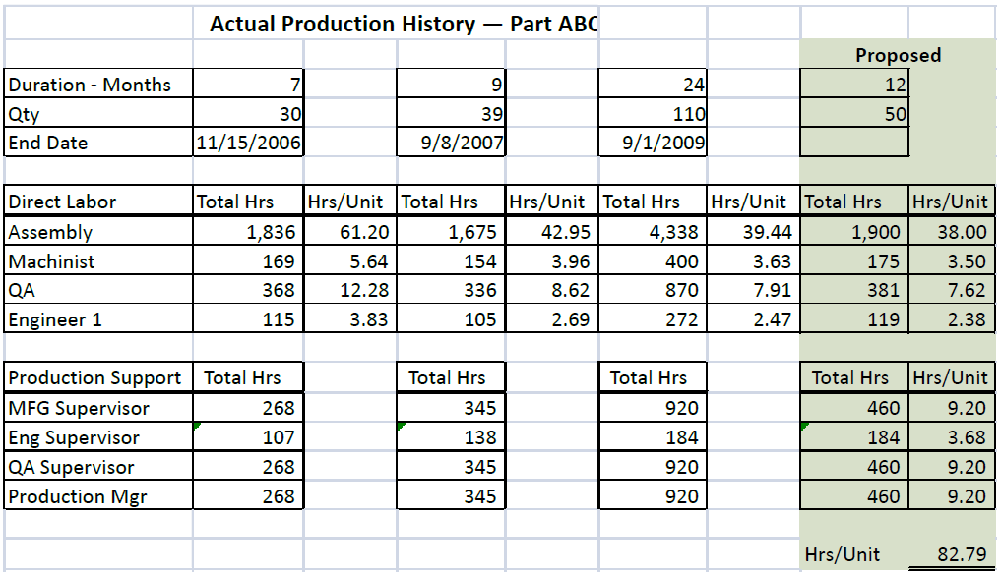 Actual Production History — Part ABC
Proposed
Duration - Months 7 9 24 12
Qty 30 39 110 50
End Date 11/15/2006 9/8/2007 9/1/2009
Direct Labor Total Hrs Hrs/Unit Total Hrs Hrs/Unit Total Hrs Hrs/Unit Total Hrs Hrs/Unit
Assembly 1,836 61.20 1,675 42.95 4,338 39.44 1,900 38.00
Machinist 169 5.64 154 3.96 400 3.63 175 3.50
QA 368 12.28 336 8.62 870 7.91 381 7.62
Engineer 1 115 3.83 105 2.69 272 2.47 119 2.38
Production Support Total Hrs Total Hrs Total Hrs Total Hrs Hrs/Unit
MFG Supervisor 268 345 920 460 9.20
Eng Supervisor 107 138 184 184 3.68
QA Supervisor 268 345 920 460 9.20
Production Mgr 268 345 920 460 9.20
Hrs/Unit 82.79